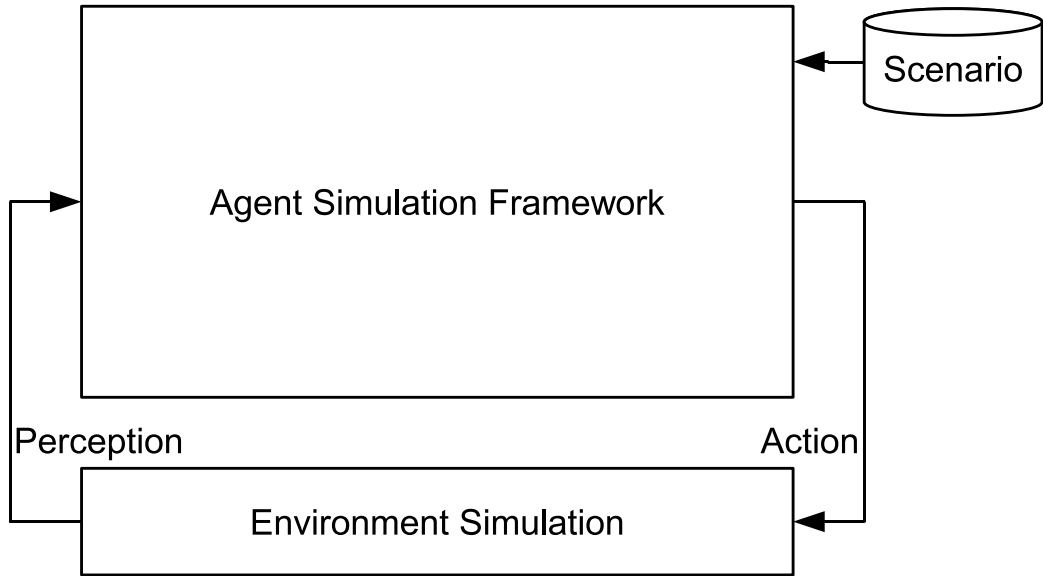 Scenario
Agent Simulation Framework
Perception
Action
Environment Simulation